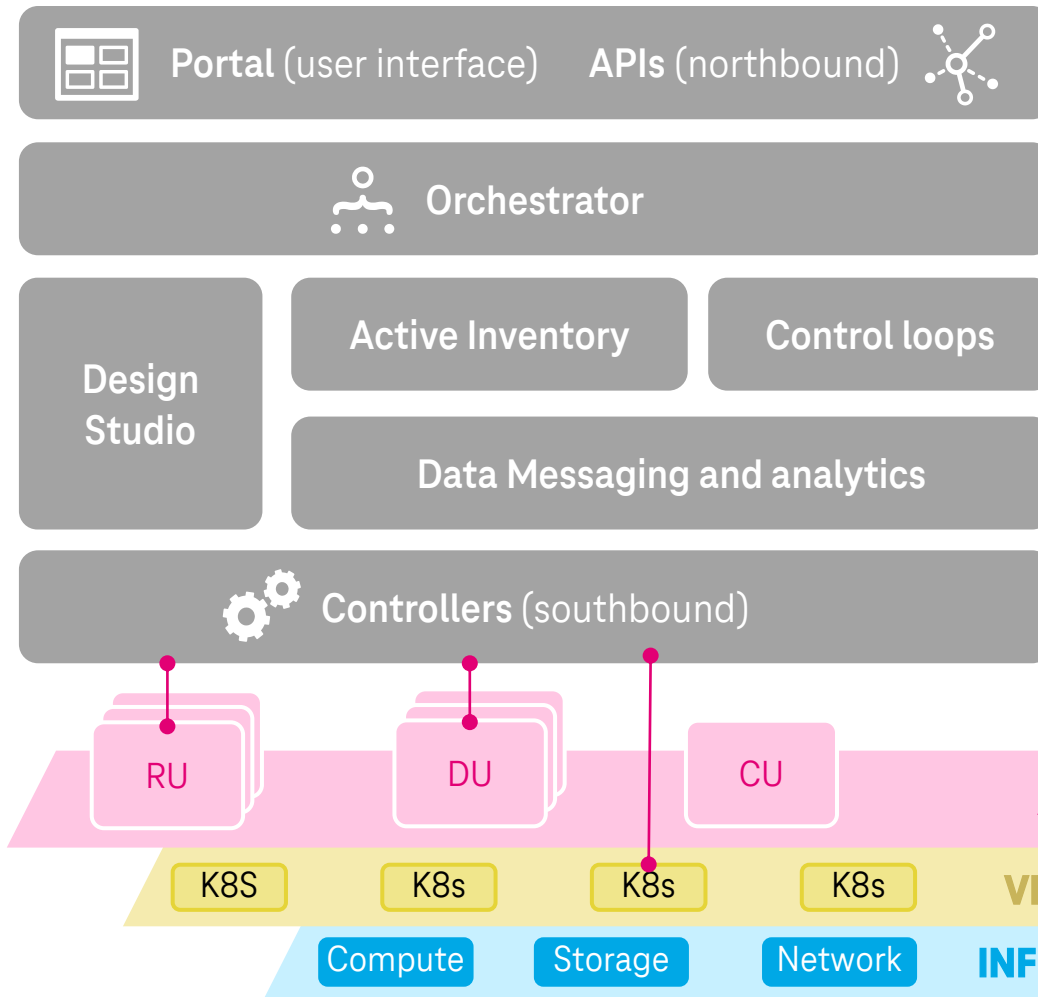 Portal (user interface) APIs (northbound)
Orchestrator
Design
Studio
Active Inventory
Control loops
Data Messaging and analytics
Controllers (southbound)
RU
DU
CU
K8S
K8s
K8s
K8s
Compute
Storage
Network